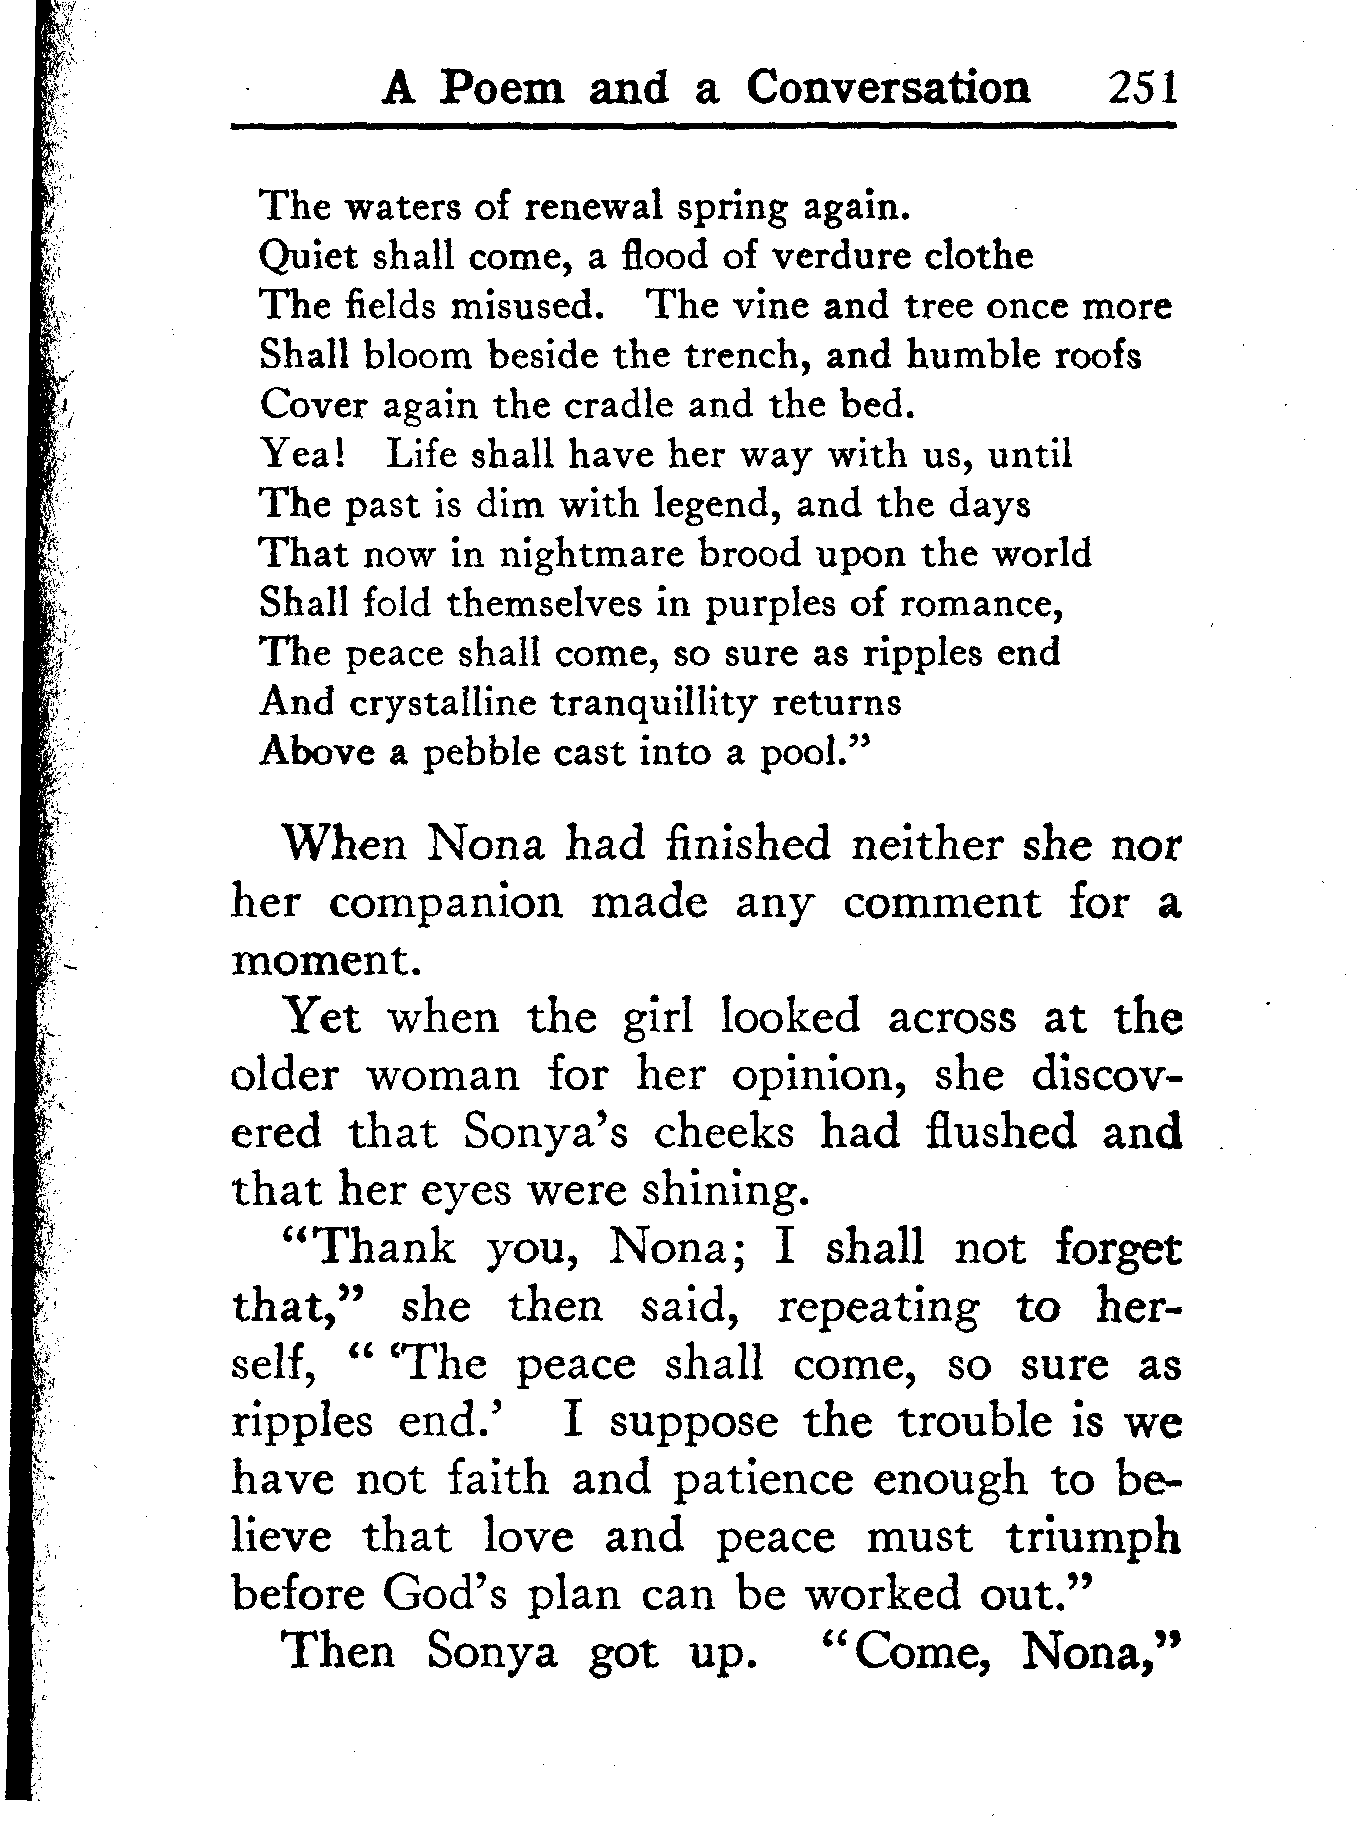 A Poem and a Conversation 251
The waters of renewal spring again.
Quiet shall come, a flood of verdure clothe
The fields misused. The vine and tree once more
Shall bloom beside the trench, and humble roofs
Cover again the cradle and the bed.
Yea! Life shall have her way with us, until
The past is dim with legend, and the days
That now in nightmare brood upon the world
Shall fold themselves in purples of romance,
The peace shall come, so sure as ripples end
And crystalline tranquillity returns
Above a pebble cast into a pool.”
When Nona had finished neither she nor
her companion made any comment for a
moment.
Yet when the girl looked across at the
older woman for her opinion, she discov-
ered that Sonya’s cheeks had flushed and
that her eyes were shining.
“Thank you, Nona; I shall not forget
that,” she then said, repeating to her-
self, “ ‘The peace shall come, so sure as
ripples end.’ I suppose the trouble is we
have not faith and patience enough to be-
lieve that love and peace must triumph
before God’s plan can be worked out.”
Then Sonya got up. “Come, Nona,”